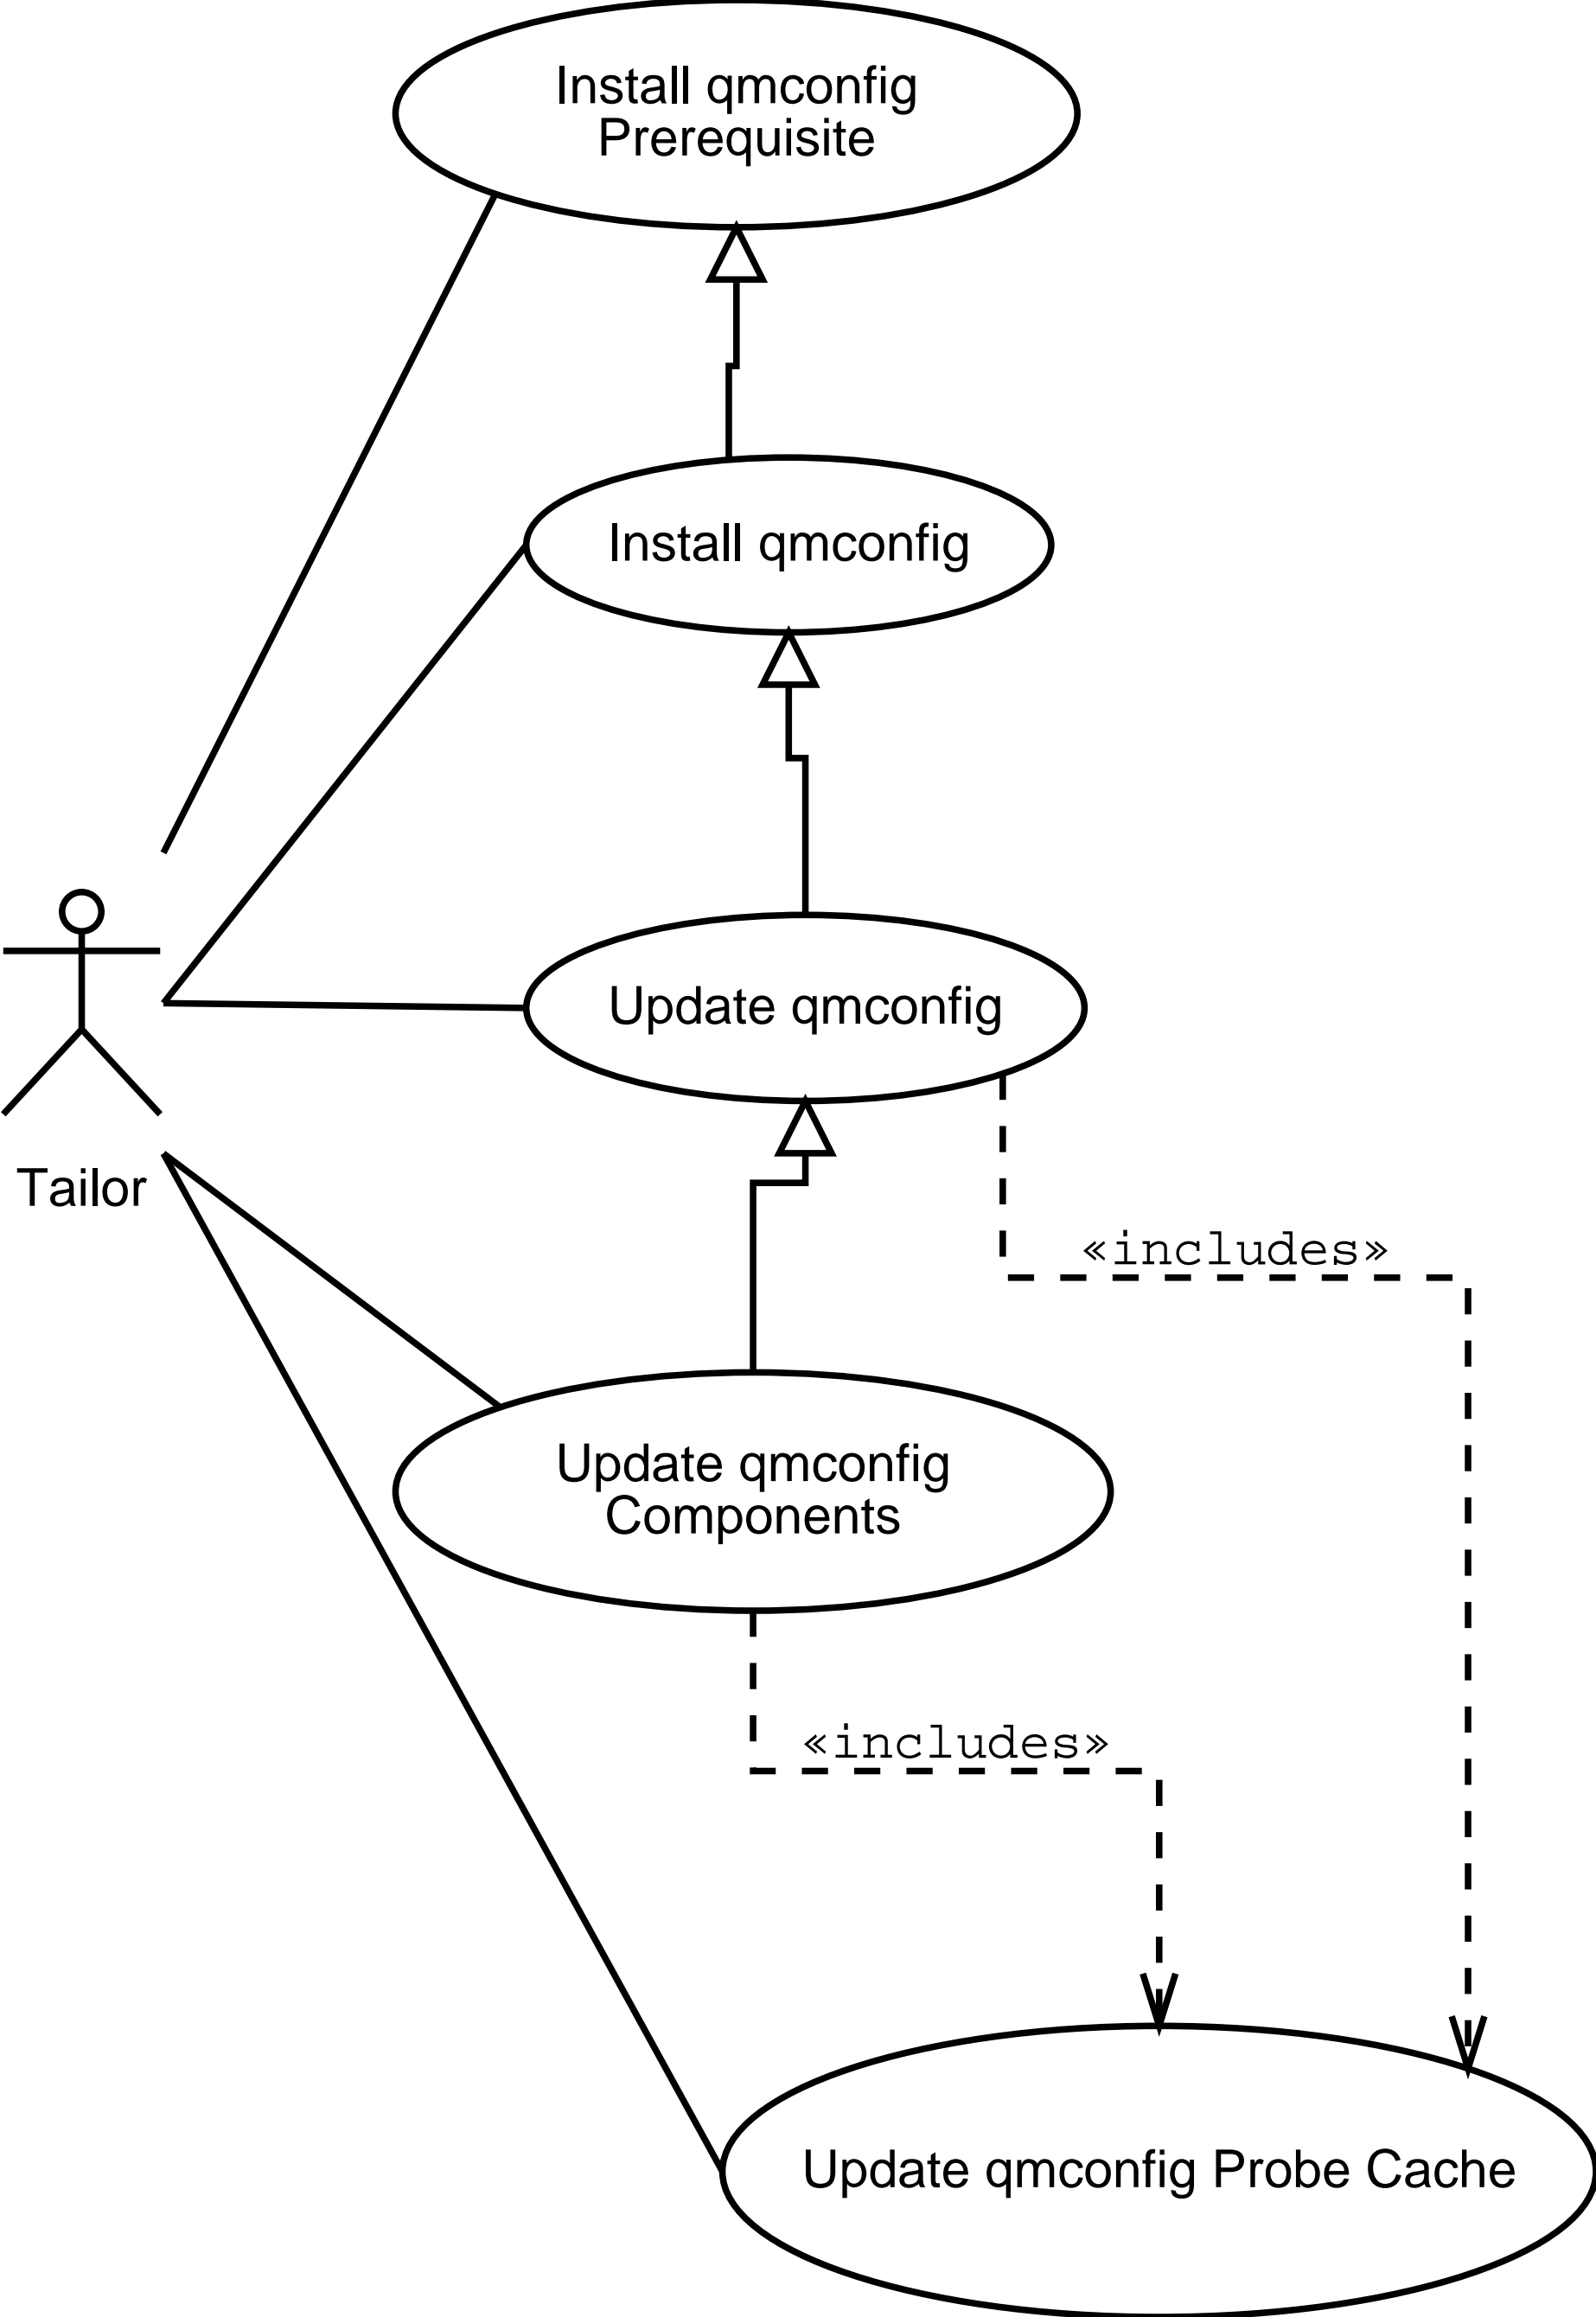 Install qmconfig
Prerequisite
Install qmconfig
Update qmconfig
Tailor
«includes»
Update qmconfig
Components
«includes»
Update qmconfig Probe Cache